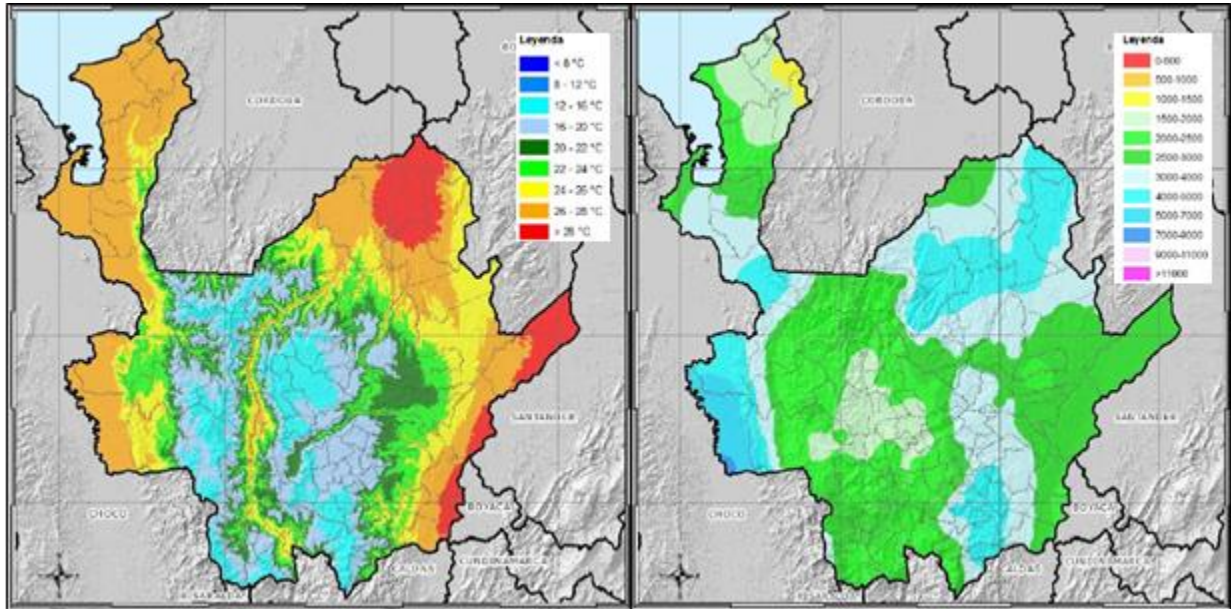 Leyenda
< 8 °C
8 - 12 °C
12 - 16 °C
16 - 20 °C
20 - 22 °C
22 - 24 °C
24 - 26 °C
26 - 28 °C
> 28 °C
CORDOBA
SANTANDER
BOYACA
CHOCO
CALDAS
CUNDINAMARCA
RISARALDA
Leyenda
0-500
500-1000
1000-1500
1500-2000
2000-2500
2500-3000
3000-4000
4000-5000
5000-7000
7000-9000
9000-11000
>11000
CORDOBA
SANTANDER
BOYACA
CHOCO
CALDAS
CUNDINAMARCA